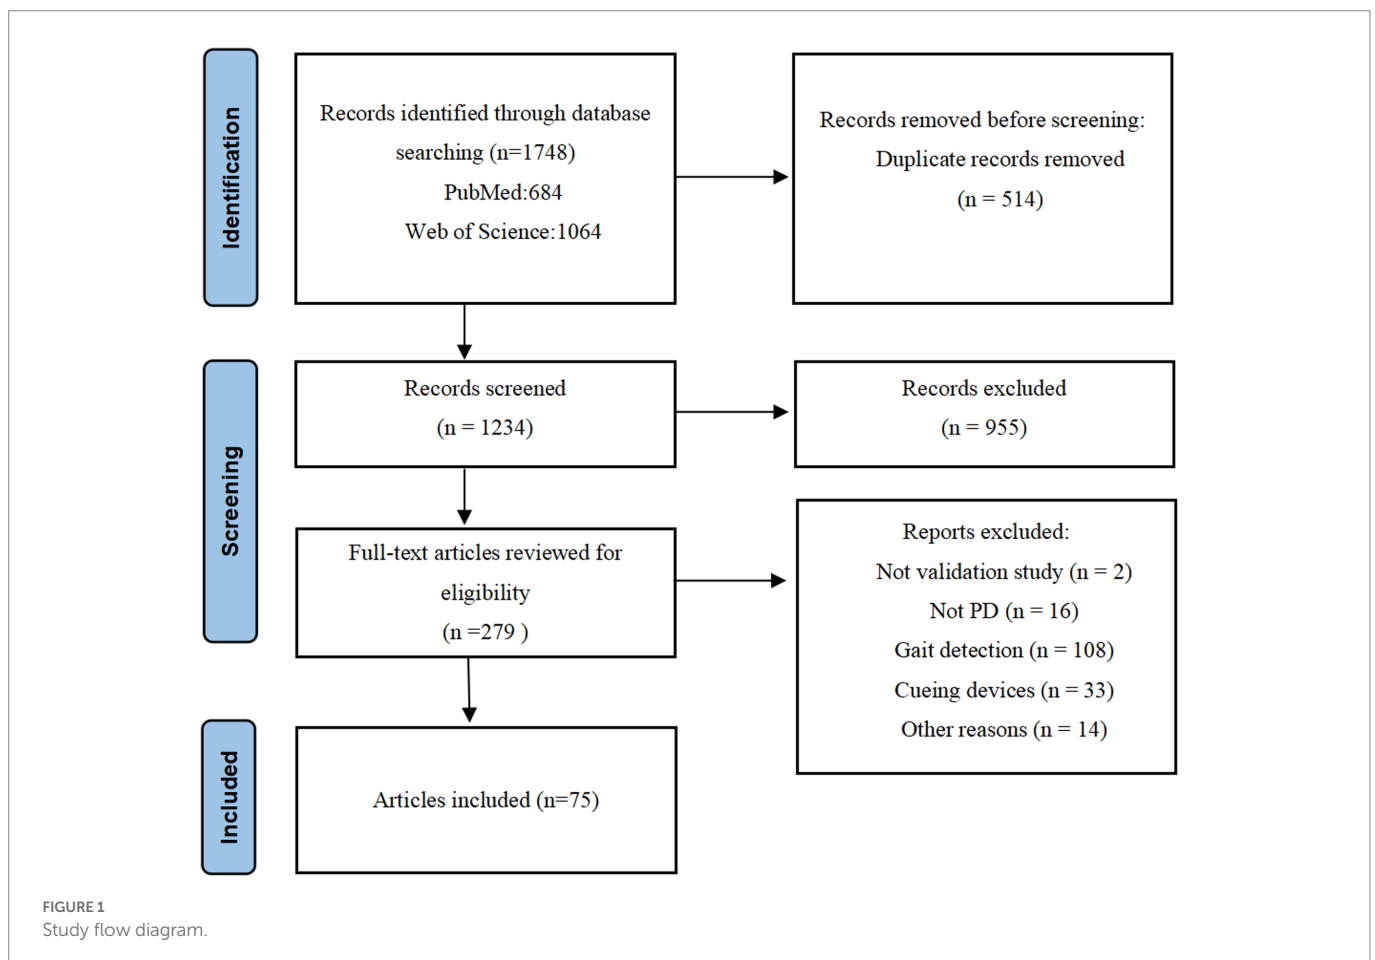 Identification
Records identified through database
searching (n=1748)
PubMed:684
Web of Science:1064
Records removed before screening:
Duplicate records removed
(n = 514)
Screening
Records screened
(n = 1234)
Records excluded
(n = 955)
Full-text articles reviewed for
eligibility
(n =279 )
Reports excluded:
Not validation study (n = 2)
Not PD (n = 16)
Gait detection (n = 108)
Cueing devices (n = 33)
Other reasons (n = 14)
Included
Articles included (n=75)
FIGURE 1
Study flow diagram.